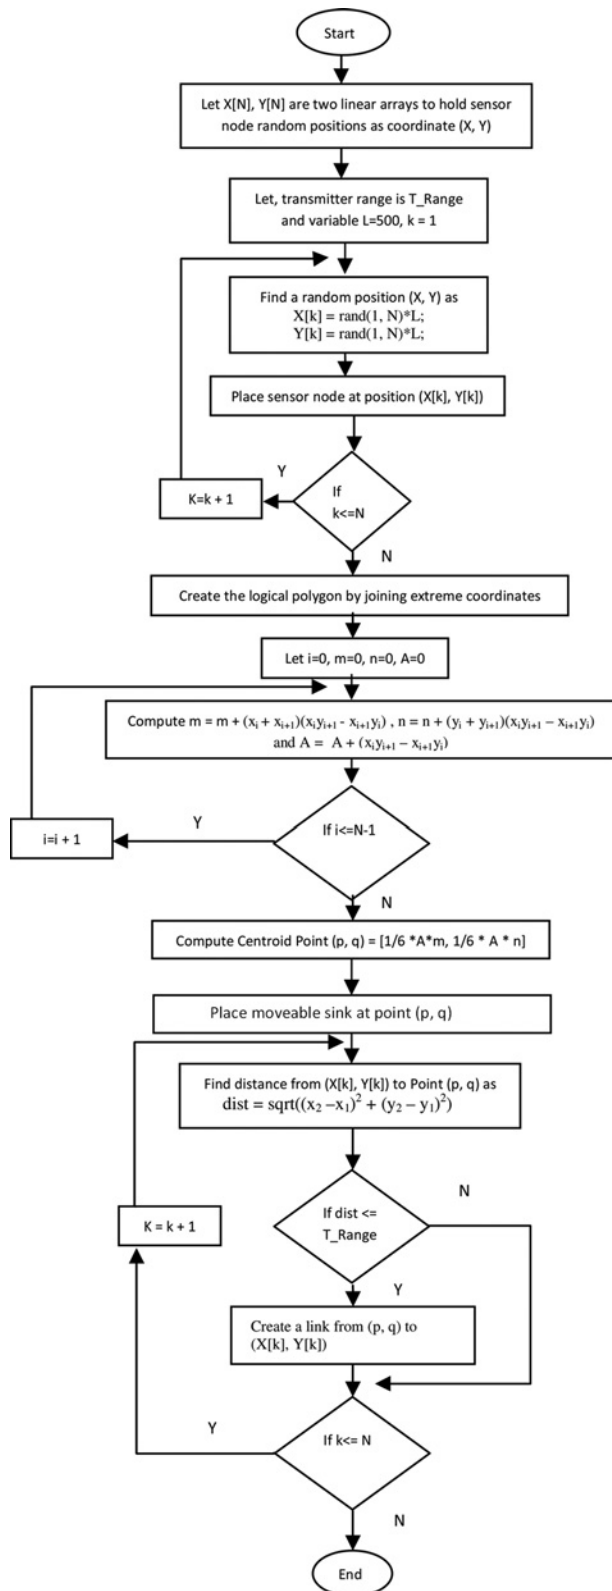 Start
Let X[N], Y[N] are two linear arrays to hold sensor
node random positions as coordinate (X, Y)
Let, transmitter range is T_Range
and variable L=500, k = 1
Find a random position (X, Y) as
X[k] = rand(1, N)*L;
Y[k] = rand(1, N)*L;
Place sensor node at position (X[k], Y[k])
If
k<=N
Y
K=k + 1
N
Create the logical polygon by joining extreme coordinates
Let i=0, m=0, n=0, A=0
Compute m = m + (xᵢ + xᵢ₊₁)(xᵢyᵢ₊₁ - xᵢ₊₁yᵢ) , n = n + (yᵢ + yᵢ₊₁)(xᵢyᵢ₊₁ – xᵢ₊₁yᵢ)
and A = A + (xᵢyᵢ₊₁ – xᵢ₊₁yᵢ)
If i<=N-1
Y
i=i + 1
N
Compute Centroid Point (p, q) = [1/6 *A*m, 1/6 * A * n]
Place moveable sink at point (p, q)
Find distance from (X[k], Y[k]) to Point (p, q) as
dist = sqrt((x₂ –x₁)² + (y₂ – y₁)²)
N
If dist <=
T_Range
K = k + 1
Y
Create a link from (p, q) to
(X[k], Y[k])
Y
If k<= N
N
End